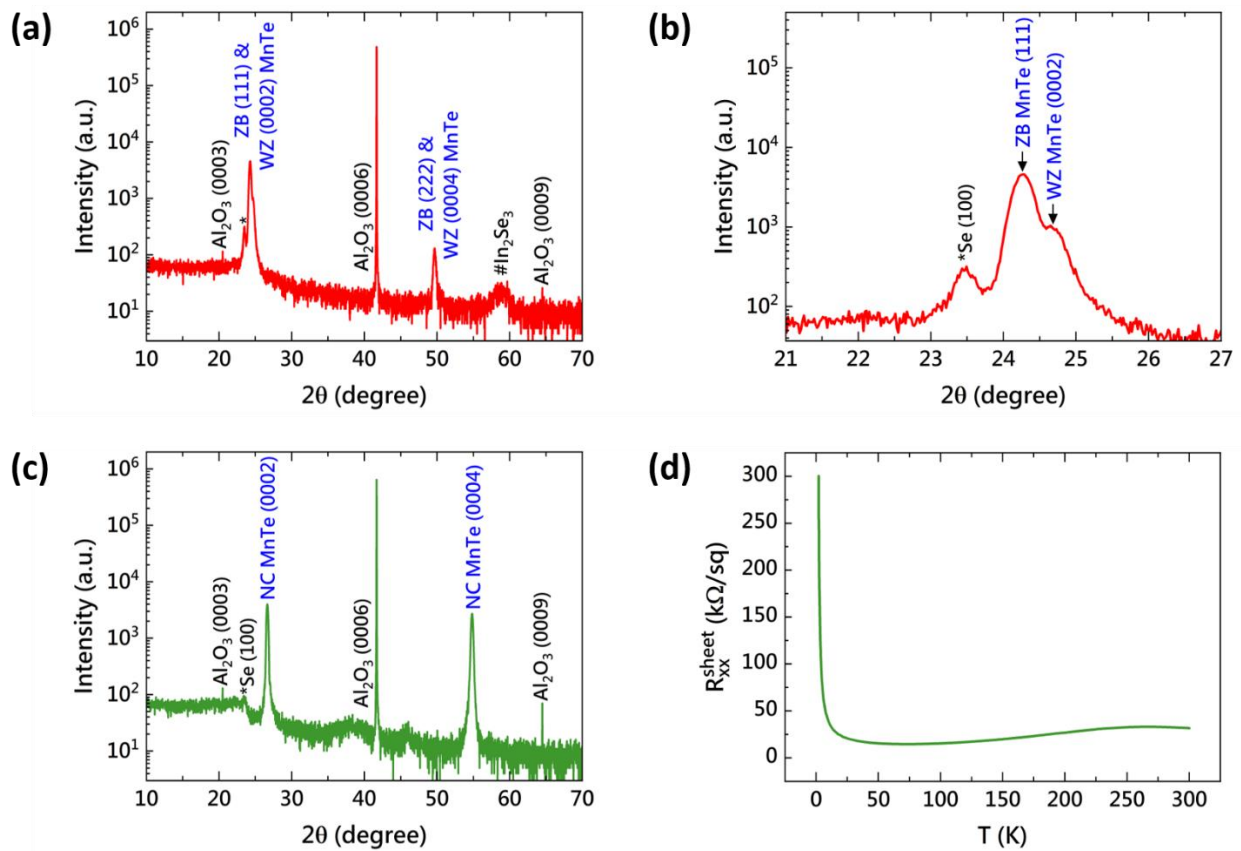 (a)
Intensity (a.u.)
10⁶
10⁵
10⁴
10³
10²
10¹
Al₂O₃ (0003)
*
ZB (111) &
WZ (0002) MnTe
Al₂O₃ (0006)
ZB (222) &
WZ (0004) MnTe
#In₂Se₃
Al₂O₃ (0009)
10 20 30 40 50 60 70
2θ (degree)
(b)
Intensity (a.u.)
10⁵
10⁴
10³
10²
*Se (100)
ZB MnTe (111)
WZ MnTe (0002)
21 22 23 24 25 26 27
2θ (degree)
(c)
Intensity (a.u.)
10⁶
10⁵
10⁴
10³
10²
10¹
Al₂O₃ (0003)
*Se (100)
NC MnTe (0002)
Al₂O₃ (0006)
NC MnTe (0004)
Al₂O₃ (0009)
10 20 30 40 50 60 70
2θ (degree)
(d)
Rₓₓˢʰᵉᵉᵗ (kΩ/sq)
300
250
200
150
100
50
0
0 50 100 150 200 250 300
T (K)